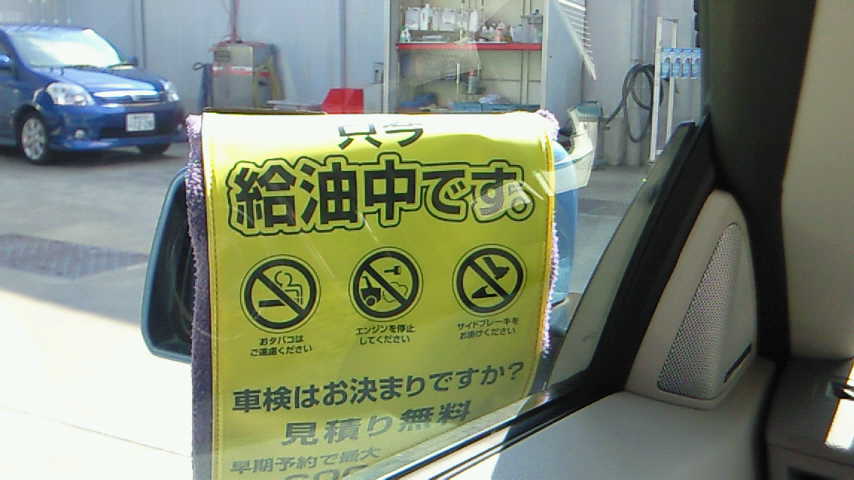 只今
給油中です。
おタバコは
ご遠慮ください
エンジンを停止
してください
サイドブレーキを
お掛けください
車検はお決まりですか?
見積り無料
早期予約で最大